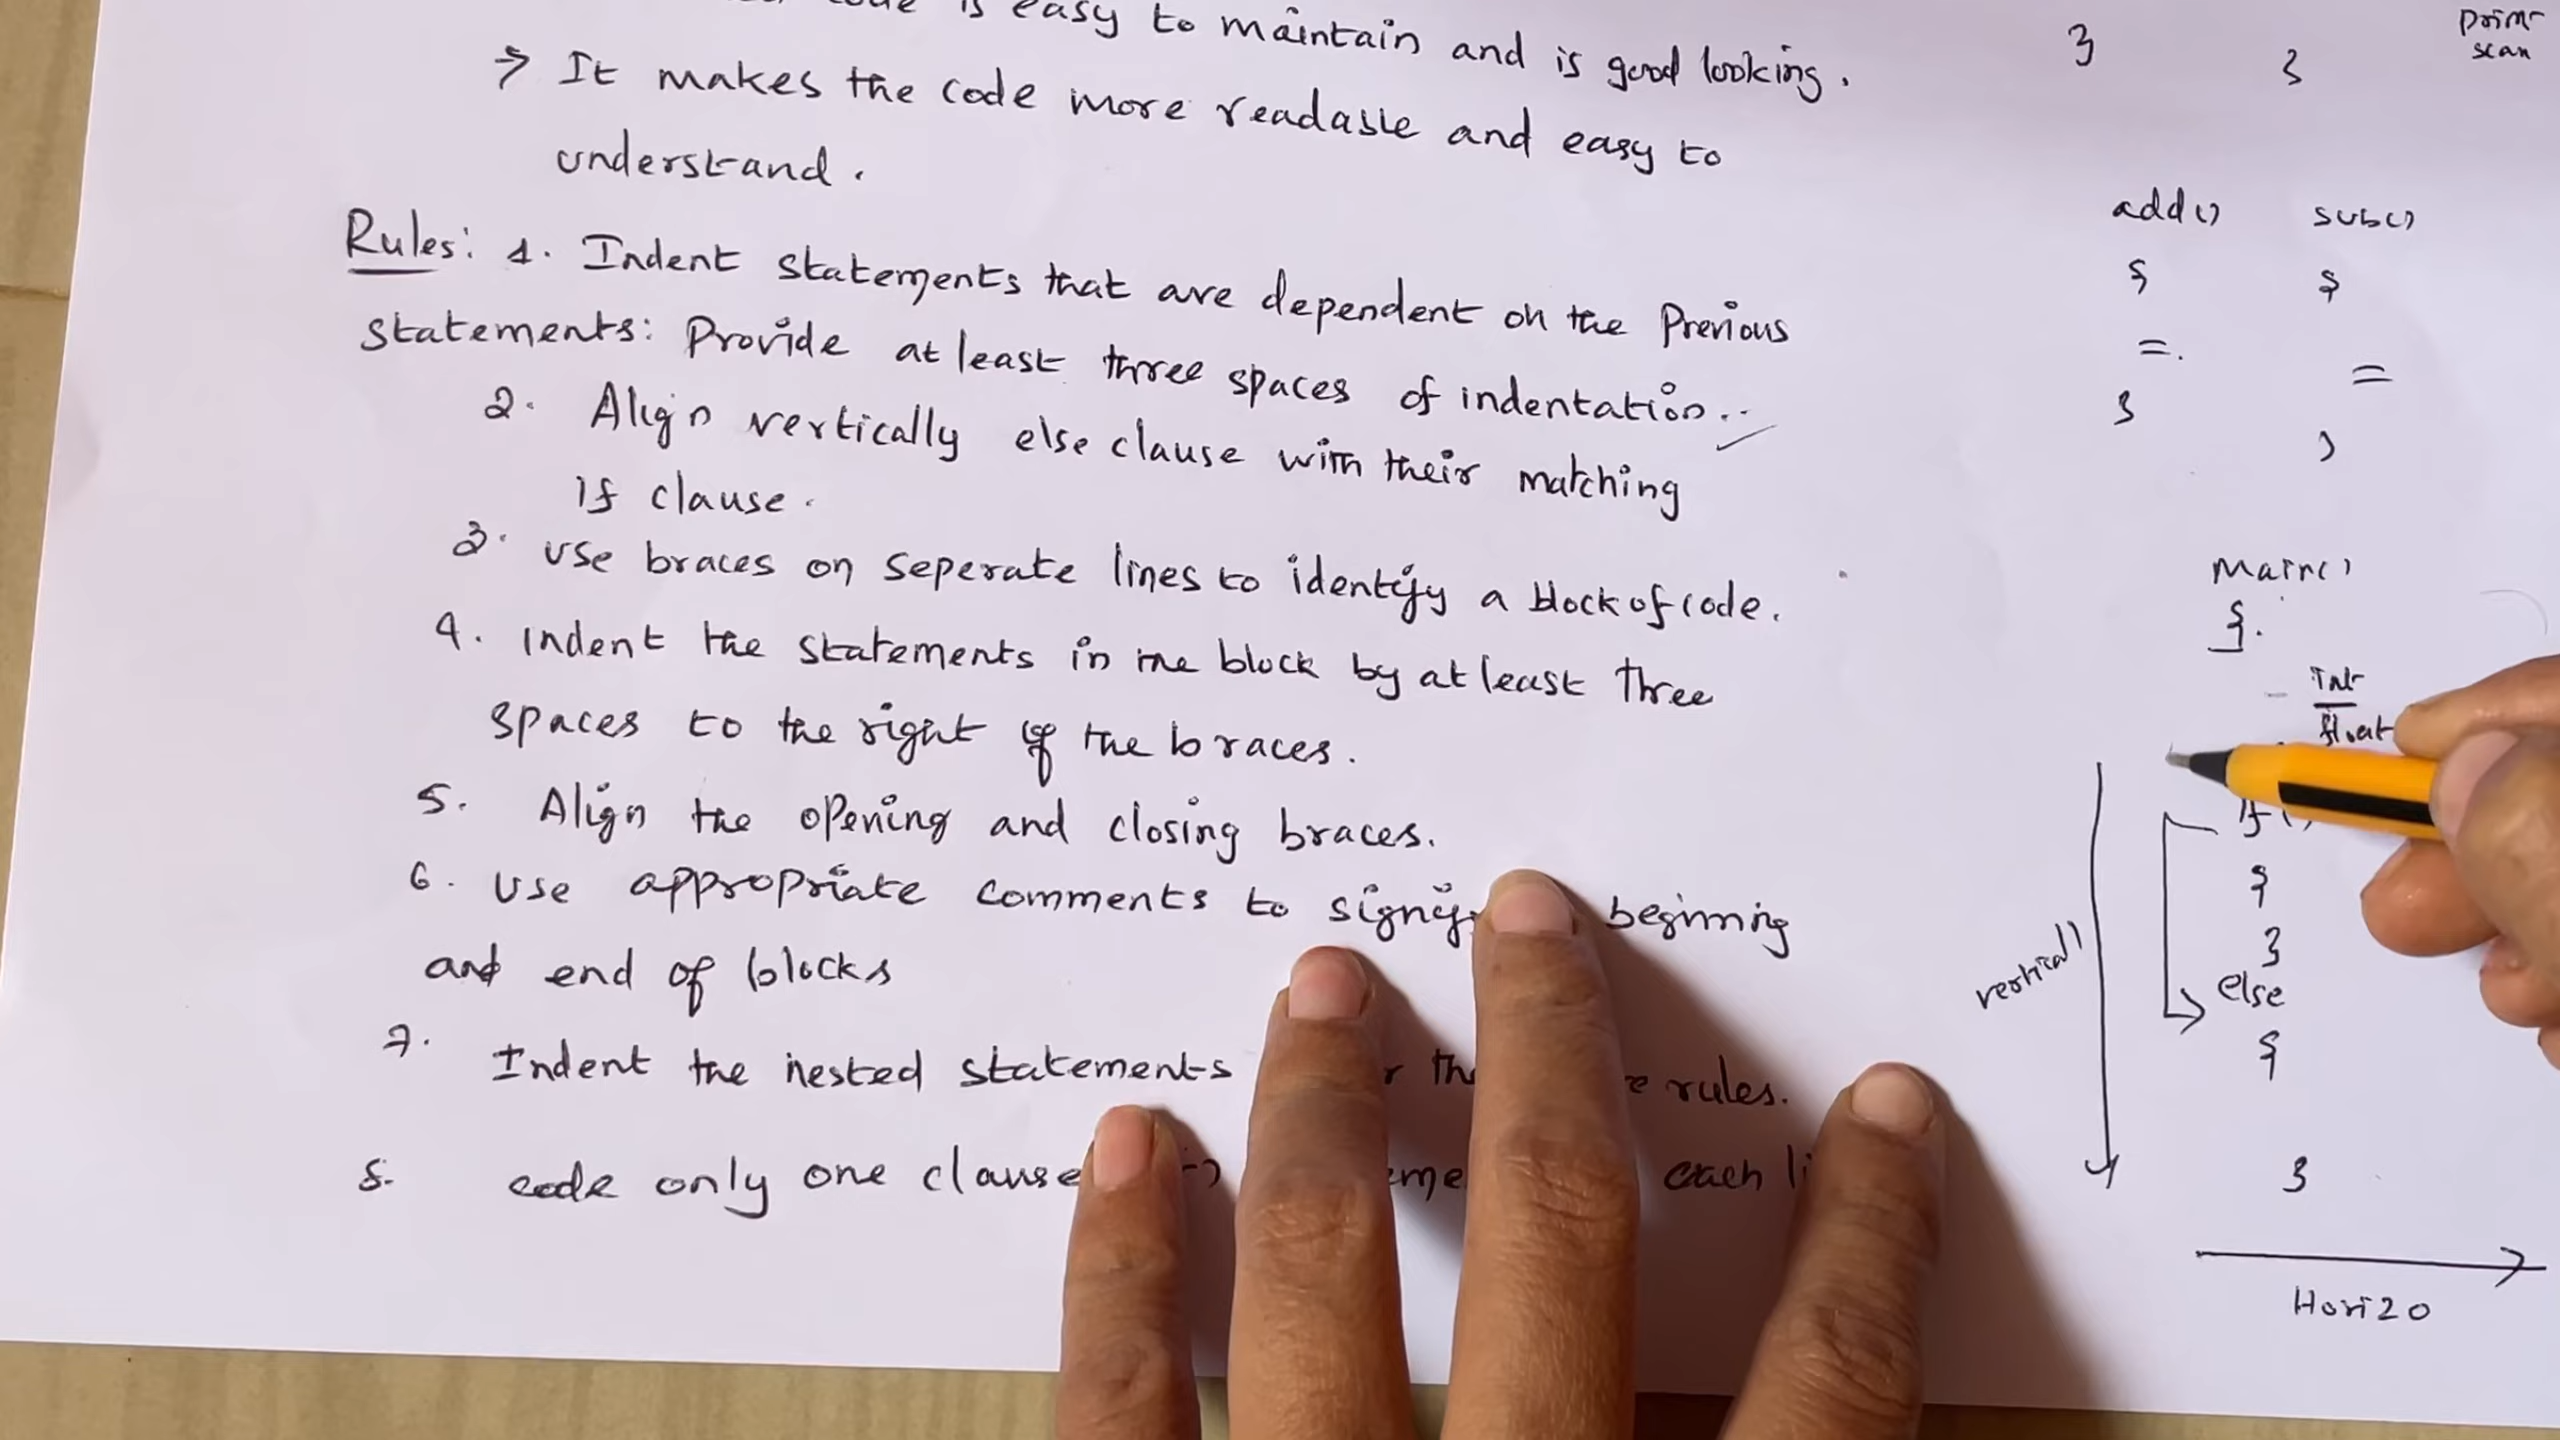 code is easy to maintain and is good looking.
→ It makes the code more readable and easy to
understand.
Rules: 1. Indent statements that are dependent on the Previous
statements: Provide at least three spaces of indentation..
2. Align vertically else clause with their matching
if clause.
3. use braces on seperate lines to identify a block of code.
4. indent the statements in the block by at least three
spaces to the right of the braces.
5. Align the opening and closing braces.
6. use appropriate comments to signify beginning
and end of blocks
7. Indent the nested statements rules.
8. code only one clause each
}
}
scan
add()
{
=.
}
sub()
{
=
}
main()
{.
int
float
if()
{
}
else
{
}
vertical
Horizo